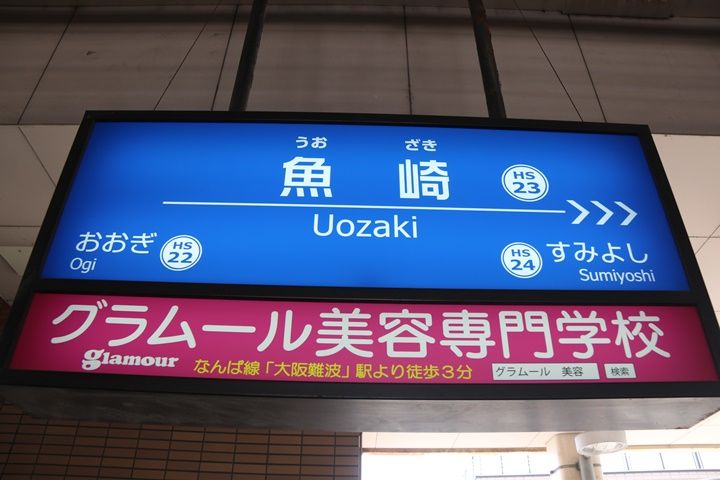 うお ざき
魚崎
HS 23
Uozaki
おおぎ
Ogi
HS 22
HS 24
すみよし
Sumiyoshi
グラムール美容専門学校
glamour
なんば線「大阪難波」駅より徒歩3分
グラムール 美容 検索